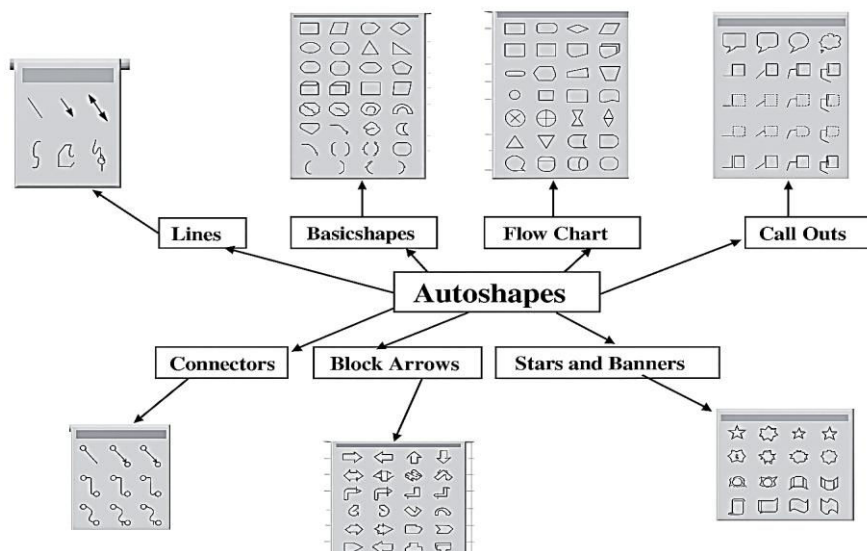 Lines
Basicshapes
Flow Chart
Call Outs
Autoshapes
Connectors
Block Arrows
Stars and Banners